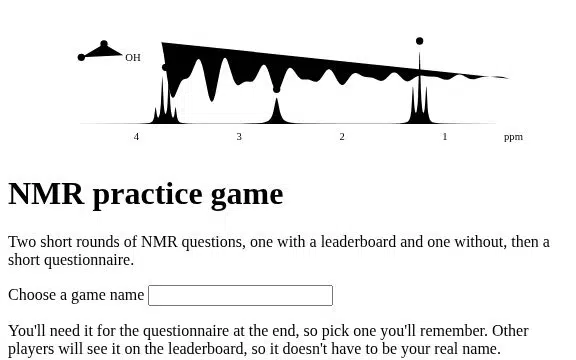 OH
4 3 2 1 ppm
NMR practice game
Two short rounds of NMR questions, one with a leaderboard and one without, then a
short questionnaire.
Choose a game name
You'll need it for the questionnaire at the end, so pick one you'll remember. Other
players will see it on the leaderboard, so it doesn't have to be your real name.